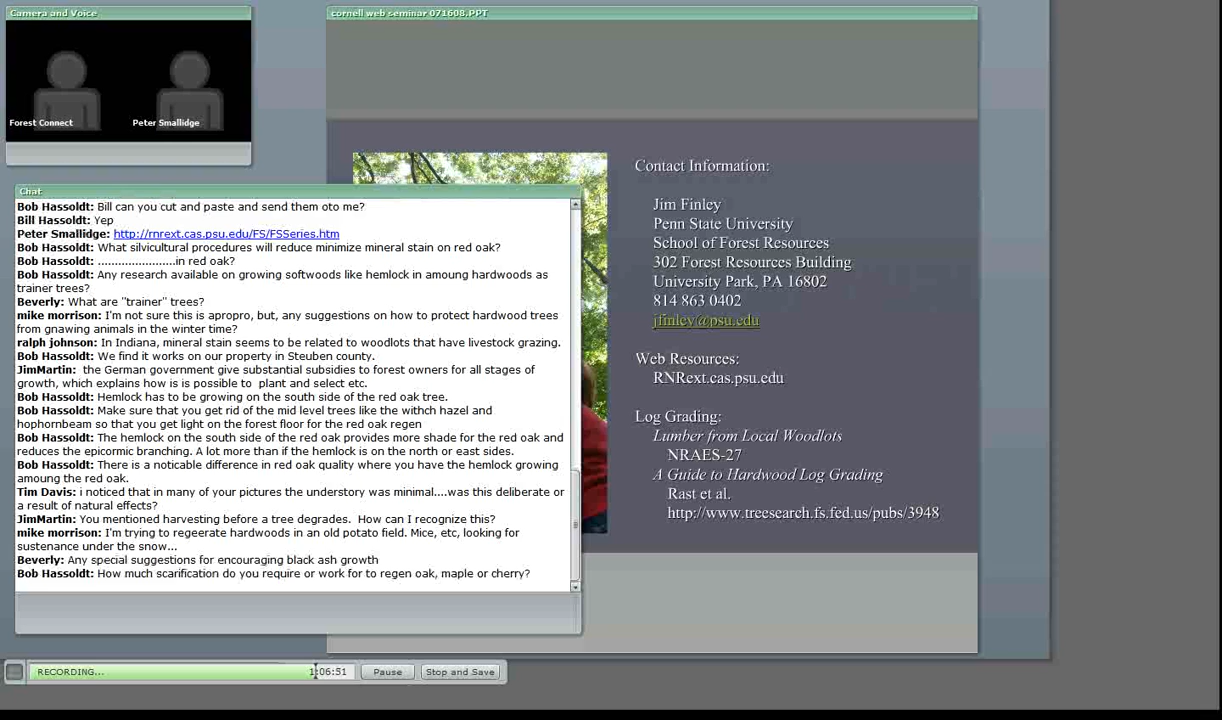 Camera and Voice
cornell web seminar 071608.PPT
Forest Connect
Peter Smallidge
Chat
Bob Hassoldt: Bill can you cut and paste and send them oto me?
Bill Hassoldt: Yep
Peter Smallidge: http://rnrext.cas.psu.edu/FS/FSSeries.htm
Bob Hassoldt: What silvicultural procedures will reduce minimize mineral stain on red oak?
Bob Hassoldt: .......................in red oak?
Bob Hassoldt: Any research available on growing softwoods like hemlock in amoung hardwoods as
trainer trees?
Beverly: What are "trainer" trees?
mike morrison: I'm not sure this is apropro, but, any suggestions on how to protect hardwood trees
from gnawing animals in the winter time?
ralph johnson: In Indiana, mineral stain seems to be related to woodlots that have livestock grazing.
Bob Hassoldt: We find it works on our property in Steuben county.
JimMartin: the German government give substantial subsidies to forest owners for all stages of
growth, which explains how is is possible to plant and select etc.
Bob Hassoldt: Hemlock has to be growing on the south side of the red oak tree.
Bob Hassoldt: Make sure that you get rid of the mid level trees like the withch hazel and
hophornbeam so that you get light on the forest floor for the red oak regen
Bob Hassoldt: The hemlock on the south side of the red oak provides more shade for the red oak and
reduces the epicormic branching. A lot more than if the hemlock is on the north or east sides.
Bob Hassoldt: There is a noticable difference in red oak quality where you have the hemlock growing
amoung the red oak.
Tim Davis: i noticed that in many of your pictures the understory was minimal....was this deliberate or
a result of natural effects?
JimMartin: You mentioned harvesting before a tree degrades. How can I recognize this?
mike morrison: I'm trying to regeerate hardwoods in an old potato field. Mice, etc, looking for
sustenance under the snow...
Beverly: Any special suggestions for encouraging black ash growth
Bob Hassoldt: How much scarification do you require or work for to regen oak, maple or cherry?
Contact Information:
Jim Finley
Penn State University
School of Forest Resources
302 Forest Resources Building
University Park, PA 16802
814 863 0402
jfinley@psu.edu
Web Resources:
RNRext.cas.psu.edu
Log Grading:
Lumber from Local Woodlots
NRAES-27
A Guide to Hardwood Log Grading
Rast et al.
http://www.treesearch.fs.fed.us/pubs/3948
RECORDING...
1:06:51
Pause
Stop and Save